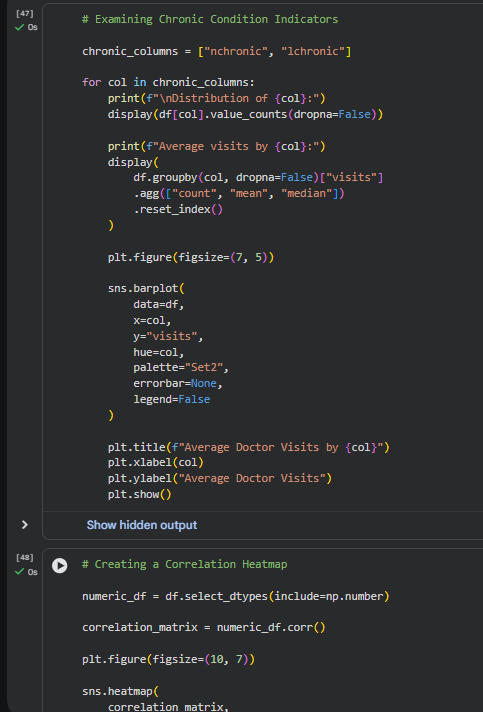 [47]
0s
# Examining Chronic Condition Indicators
chronic_columns = ["nchronic", "lchronic"]
for col in chronic_columns:
    print(f"\nDistribution of {col}:")
    display(df[col].value_counts(dropna=False))
    print(f"Average visits by {col}:")
    display(
        df.groupby(col, dropna=False)["visits"]
        .agg(["count", "mean", "median"])
        .reset_index()
    )
    plt.figure(figsize=(7, 5))
    sns.barplot(
        data=df,
        x=col,
        y="visits",
        hue=col,
        palette="Set2",
        errorbar=None,
        legend=False
    )
    plt.title(f"Average Doctor Visits by {col}")
    plt.xlabel(col)
    plt.ylabel("Average Doctor Visits")
    plt.show()
Show hidden output
[48]
0s
# Creating a Correlation Heatmap
numeric_df = df.select_dtypes(include=np.number)
correlation_matrix = numeric_df.corr()
plt.figure(figsize=(10, 7))
sns.heatmap(
    correlation_matrix,